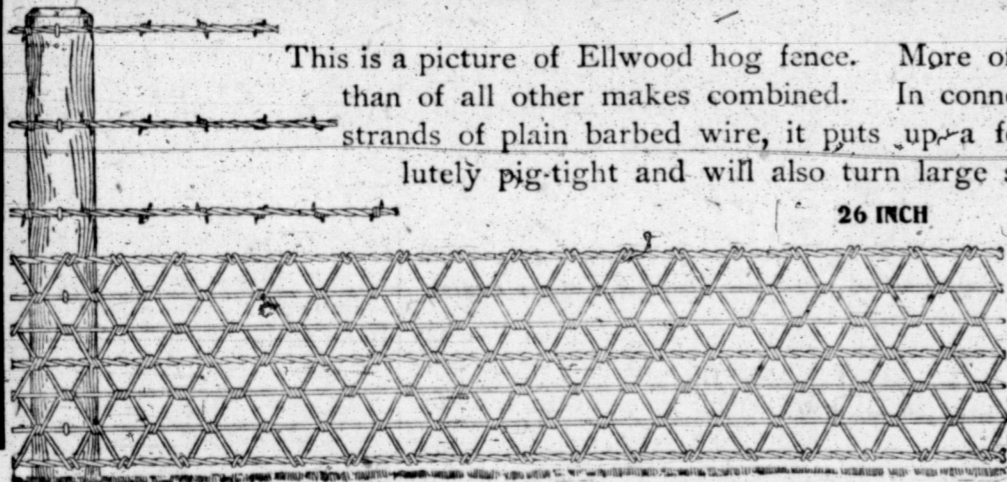 This is a picture of Ellwood hog fence. More
than of all other makes combined. In
strands of plain barbed wire, it puts up a
lutely pig-tight and will also turn large
26 INCH